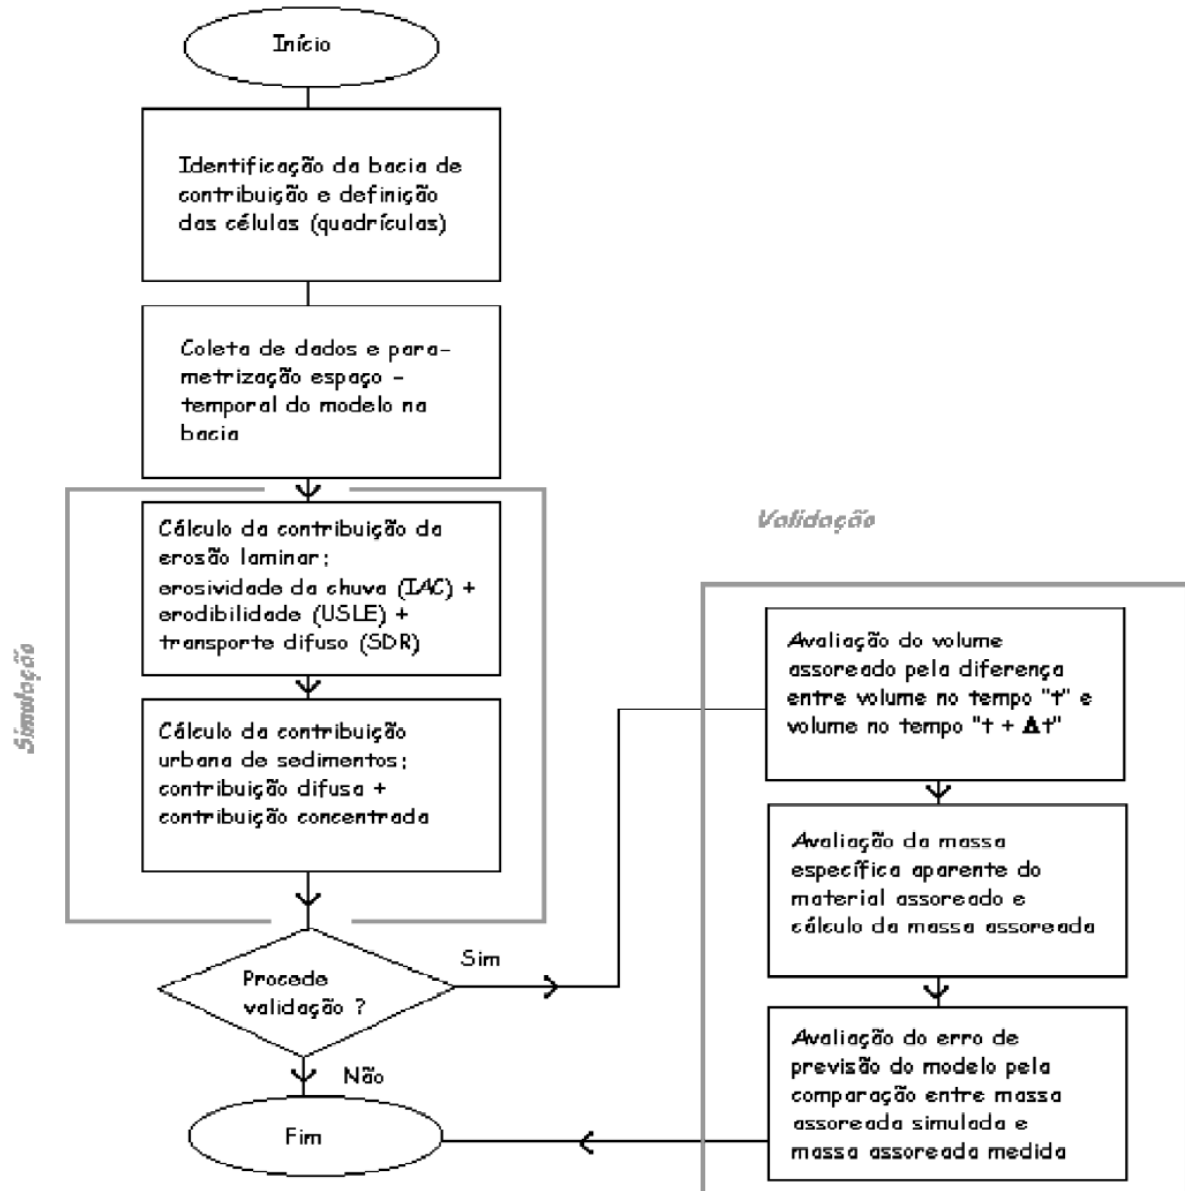 Início
Identificação da bacia de
contribuição e definição
das células (quadrículas)
Coleta de dados e para-
metrização espaço -
temporal do modelo na
bacia
Simulação
Cálculo da contribuição da
erosão laminar:
erosividade da chuva (IAC) +
erodibilidade (USLE) +
transporte difuso (SDR)
Cálculo da contribuição
urbana de sedimentos:
contribuição difusa +
contribuição concentrada
Procede
validação ?
Sim
Não
Fim
Validação
Avaliação do volume
assoreado pela diferença
entre volume no tempo "t" e
volume no tempo "t + Δt"
Avaliação da massa
específica aparente do
material assoreado e
cálculo da massa assoreada
Avaliação do erro de
previsão do modelo pela
comparação entre massa
assoreada simulada e
massa assoreada medida